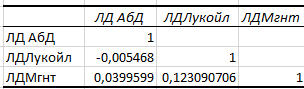 ЛД АбД ЛДЛукойл ЛДМгнт
ЛД АбД 1
ЛДЛукойл -0,005468 1
ЛДМгнт 0,0399599 0,123090706 1